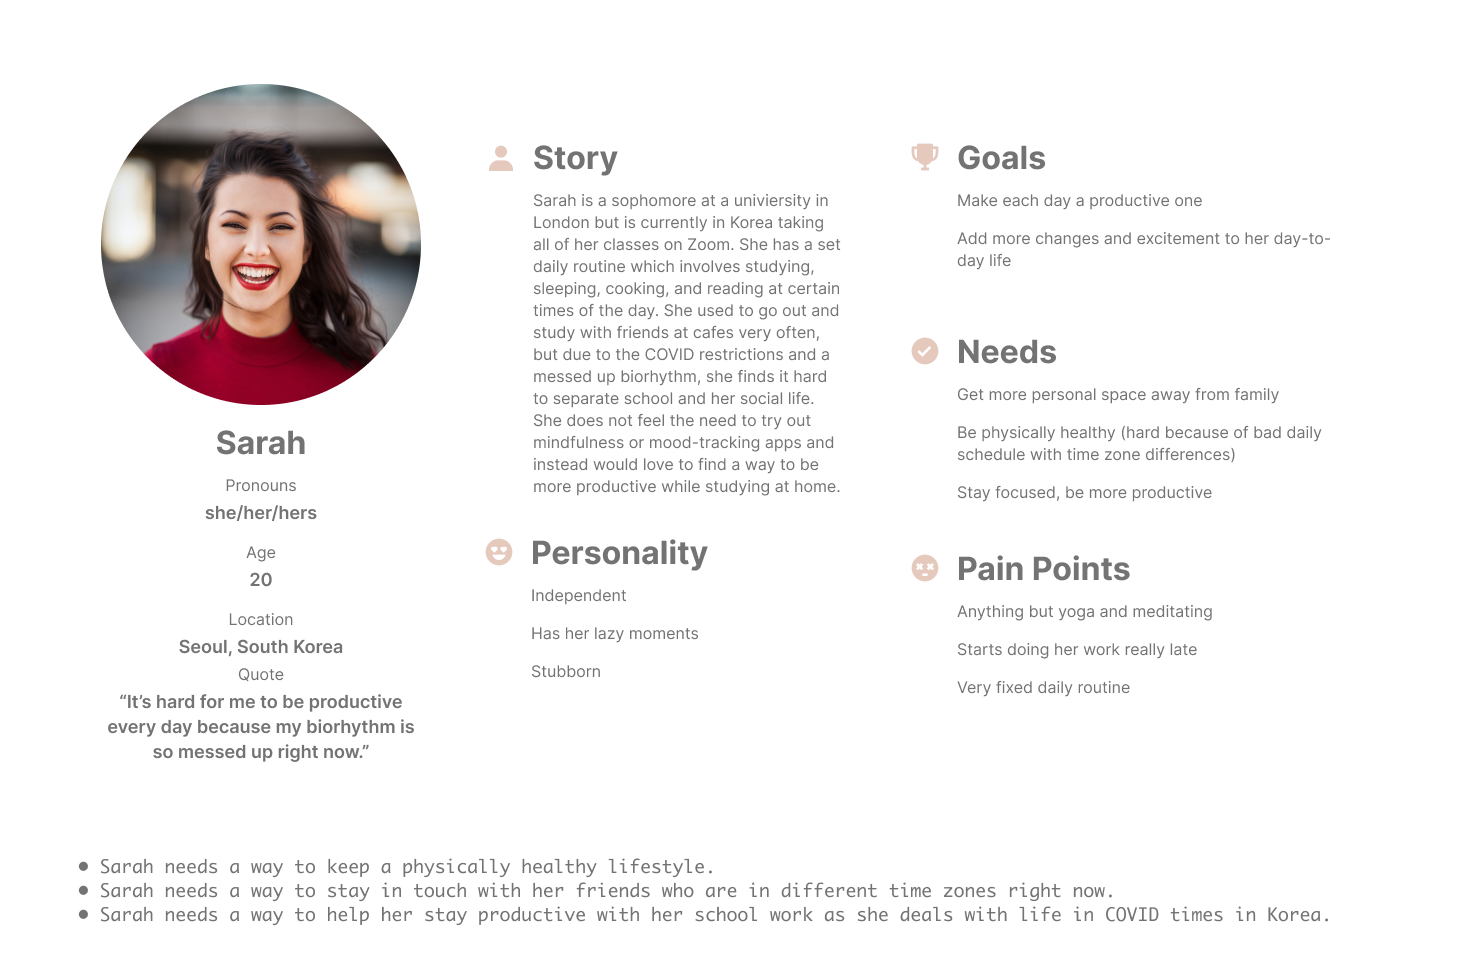 Sarah
Pronouns
she/her/hers
Age
20
Location
Seoul, South Korea
Quote
“It’s hard for me to be productive
every day because my biorhythm is
so messed up right now.”
Story
Sarah is a sophomore at a univiersity in
London but is currently in Korea taking
all of her classes on Zoom. She has a set
daily routine which involves studying,
sleeping, cooking, and reading at certain
times of the day. She used to go out and
study with friends at cafes very often,
but due to the COVID restrictions and a
messed up biorhythm, she finds it hard
to separate school and her social life.
She does not feel the need to try out
mindfulness or mood-tracking apps and
instead would love to find a way to be
more productive while studying at home.
Personality
Independent
Has her lazy moments
Stubborn
Goals
Make each day a productive one
Add more changes and excitement to her day-to-
day life
Needs
Get more personal space away from family
Be physically healthy (hard because of bad daily
schedule with time zone differences)
Stay focused, be more productive
Pain Points
Anything but yoga and meditating
Starts doing her work really late
Very fixed daily routine
• Sarah needs a way to keep a physically healthy lifestyle.
• Sarah needs a way to stay in touch with her friends who are in different time zones right now.
• Sarah needs a way to help her stay productive with her school work as she deals with life in COVID times in Korea.